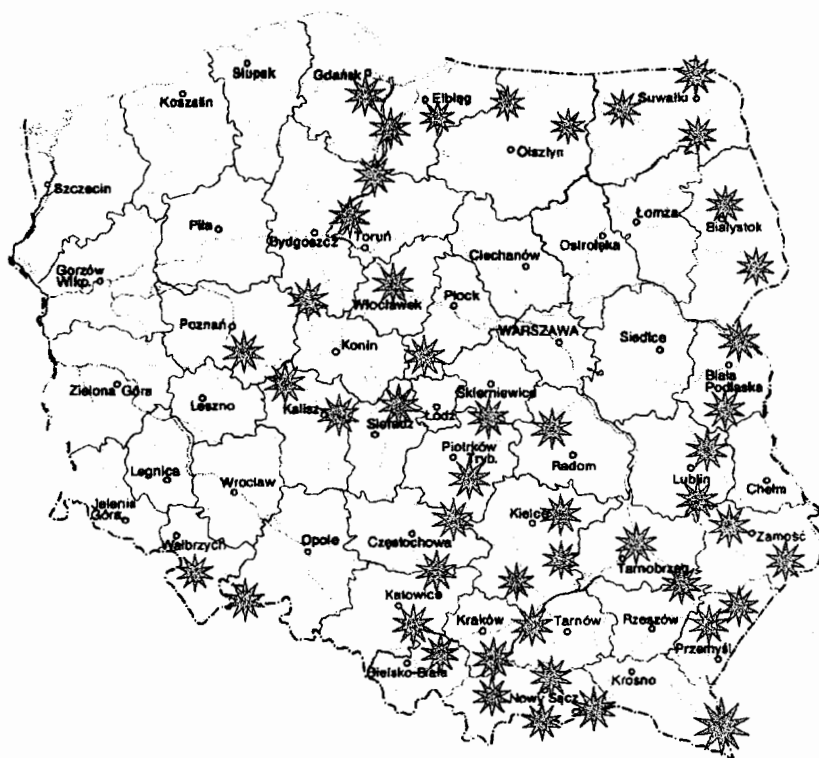 Słupsk
Gdańsk
Koszalin
Elbląg
Suwałki
Olsztyn
Szczecin
Piła
Bydgoszcz
Toruń
Łomża
Białystok
Ostrołęka
Ciechanów
Gorzów
Wlkp.
Włocławek
Płock
Poznań
Konin
WARSZAWA
Siedlce
Biała
Podlaska
Zielona Góra
Leszno
Kalisz
Sieradz
Łódź
Skierniewice
Piotrków
Tryb.
Radom
Legnica
Wrocław
Lublin
Chełm
Jelenia
Góra
Wałbrzych
Opole
Częstochowa
Kielce
Zamość
Tarnobrzeg
Katowice
Kraków
Tarnów
Rzeszów
Przemyśl
Bielsko-Biała
Nowy Sącz
Krosno